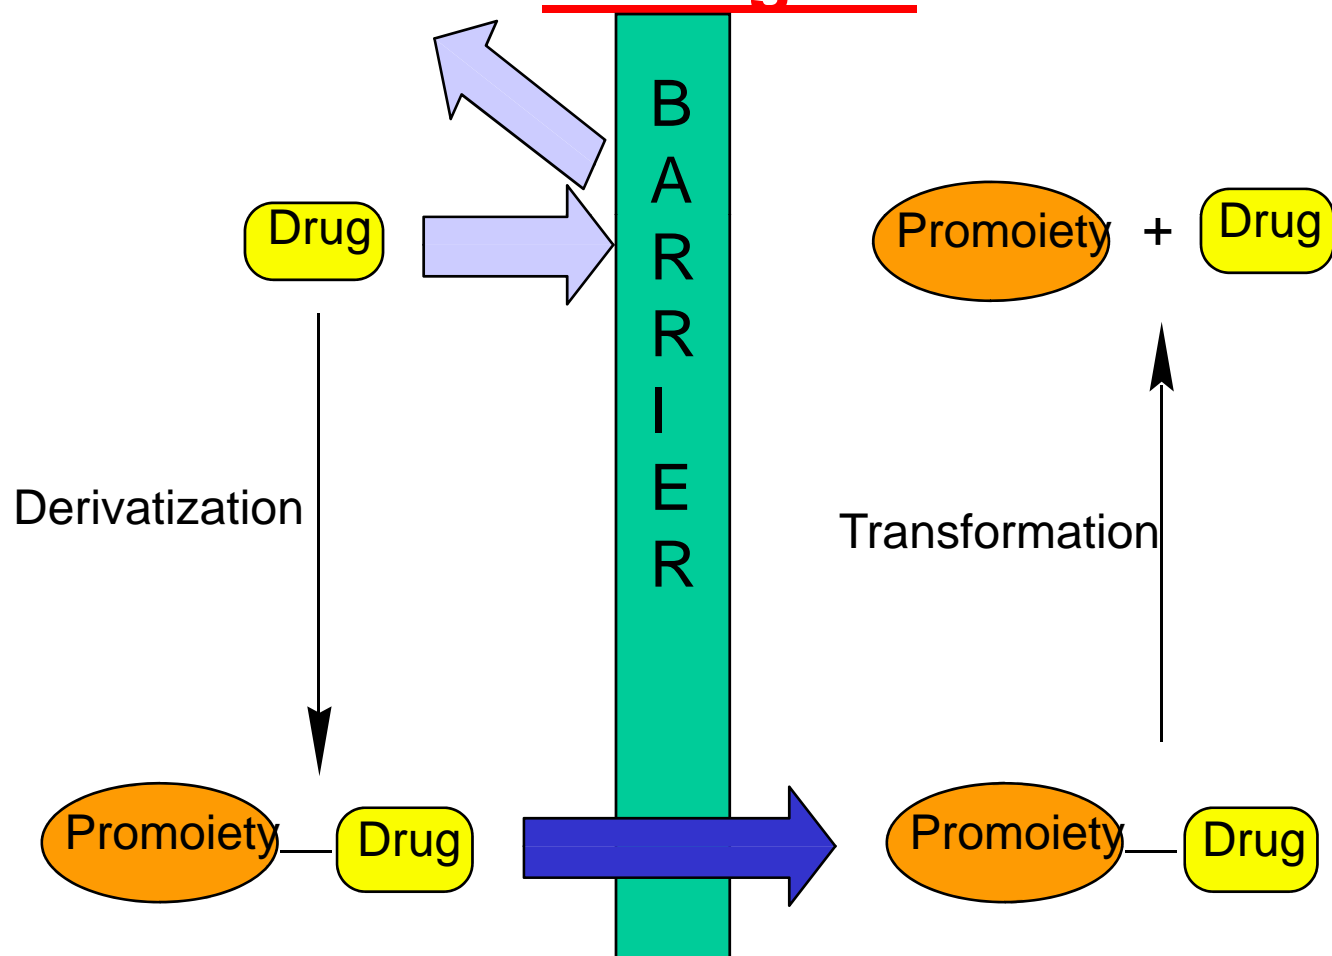 B
A
R
R
I
E
R
Drug
Promoiety + Drug
Derivatization
Transformation
Promoiety Drug
Promoiety Drug